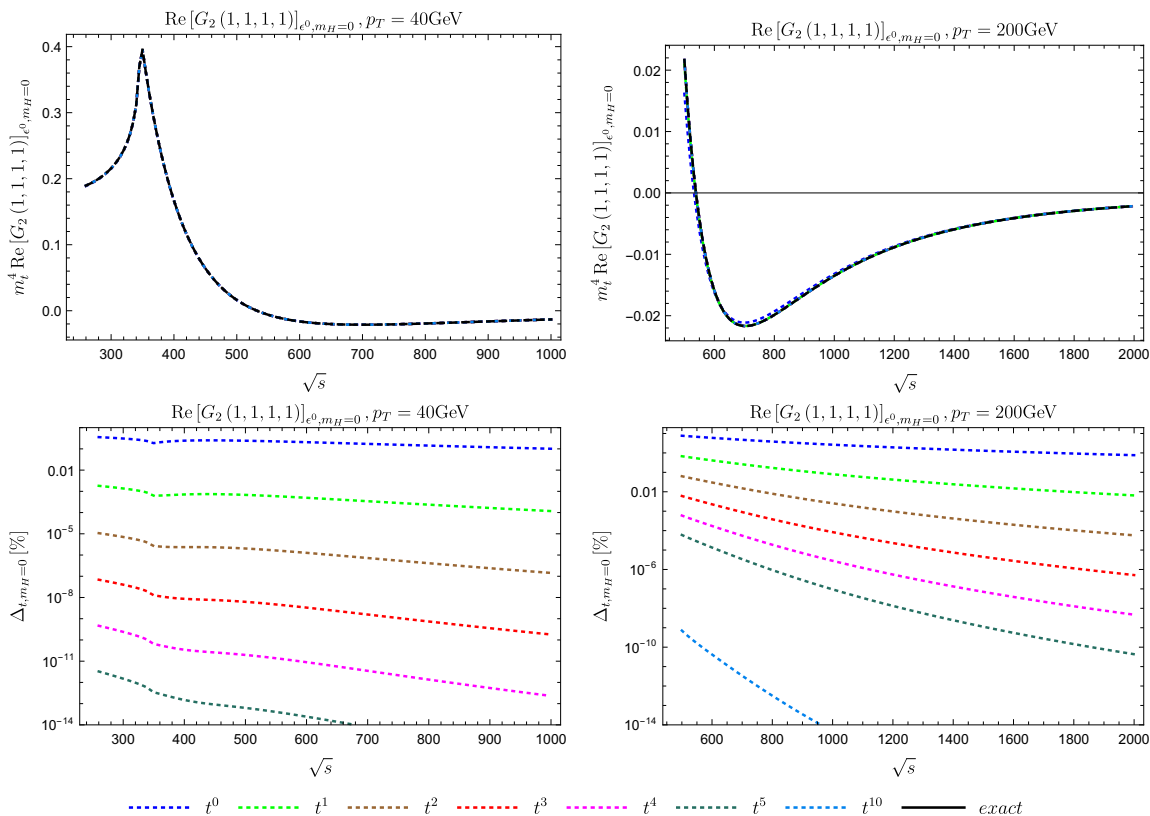 Re [G₂ (1, 1, 1, 1)]_{ϵ⁰,m_H=0} , p_T = 40GeV
m_t⁴ Re [G₂ (1, 1, 1, 1)]_{ϵ⁰,m_H=0}
0.4
0.3
0.2
0.1
0.0
300 400 500 600 700 800 900 1000
√s
Re [G₂ (1, 1, 1, 1)]_{ϵ⁰,m_H=0} , p_T = 200GeV
m_t⁴ Re [G₂ (1, 1, 1, 1)]_{ϵ⁰,m_H=0}
0.02
0.01
0.00
−0.01
−0.02
600 800 1000 1200 1400 1600 1800 2000
√s
Re [G₂ (1, 1, 1, 1)]_{ϵ⁰,m_H=0} , p_T = 40GeV
Δ_{t,m_H=0} [%]
0.01
10⁻⁵
10⁻⁸
10⁻¹¹
10⁻¹⁴
300 400 500 600 700 800 900 1000
√s
Re [G₂ (1, 1, 1, 1)]_{ϵ⁰,m_H=0} , p_T = 200GeV
Δ_{t,m_H=0} [%]
0.01
10⁻⁶
10⁻¹⁰
10⁻¹⁴
600 800 1000 1200 1400 1600 1800 2000
√s
t⁰ t¹ t² t³ t⁴ t⁵ t¹⁰ exact